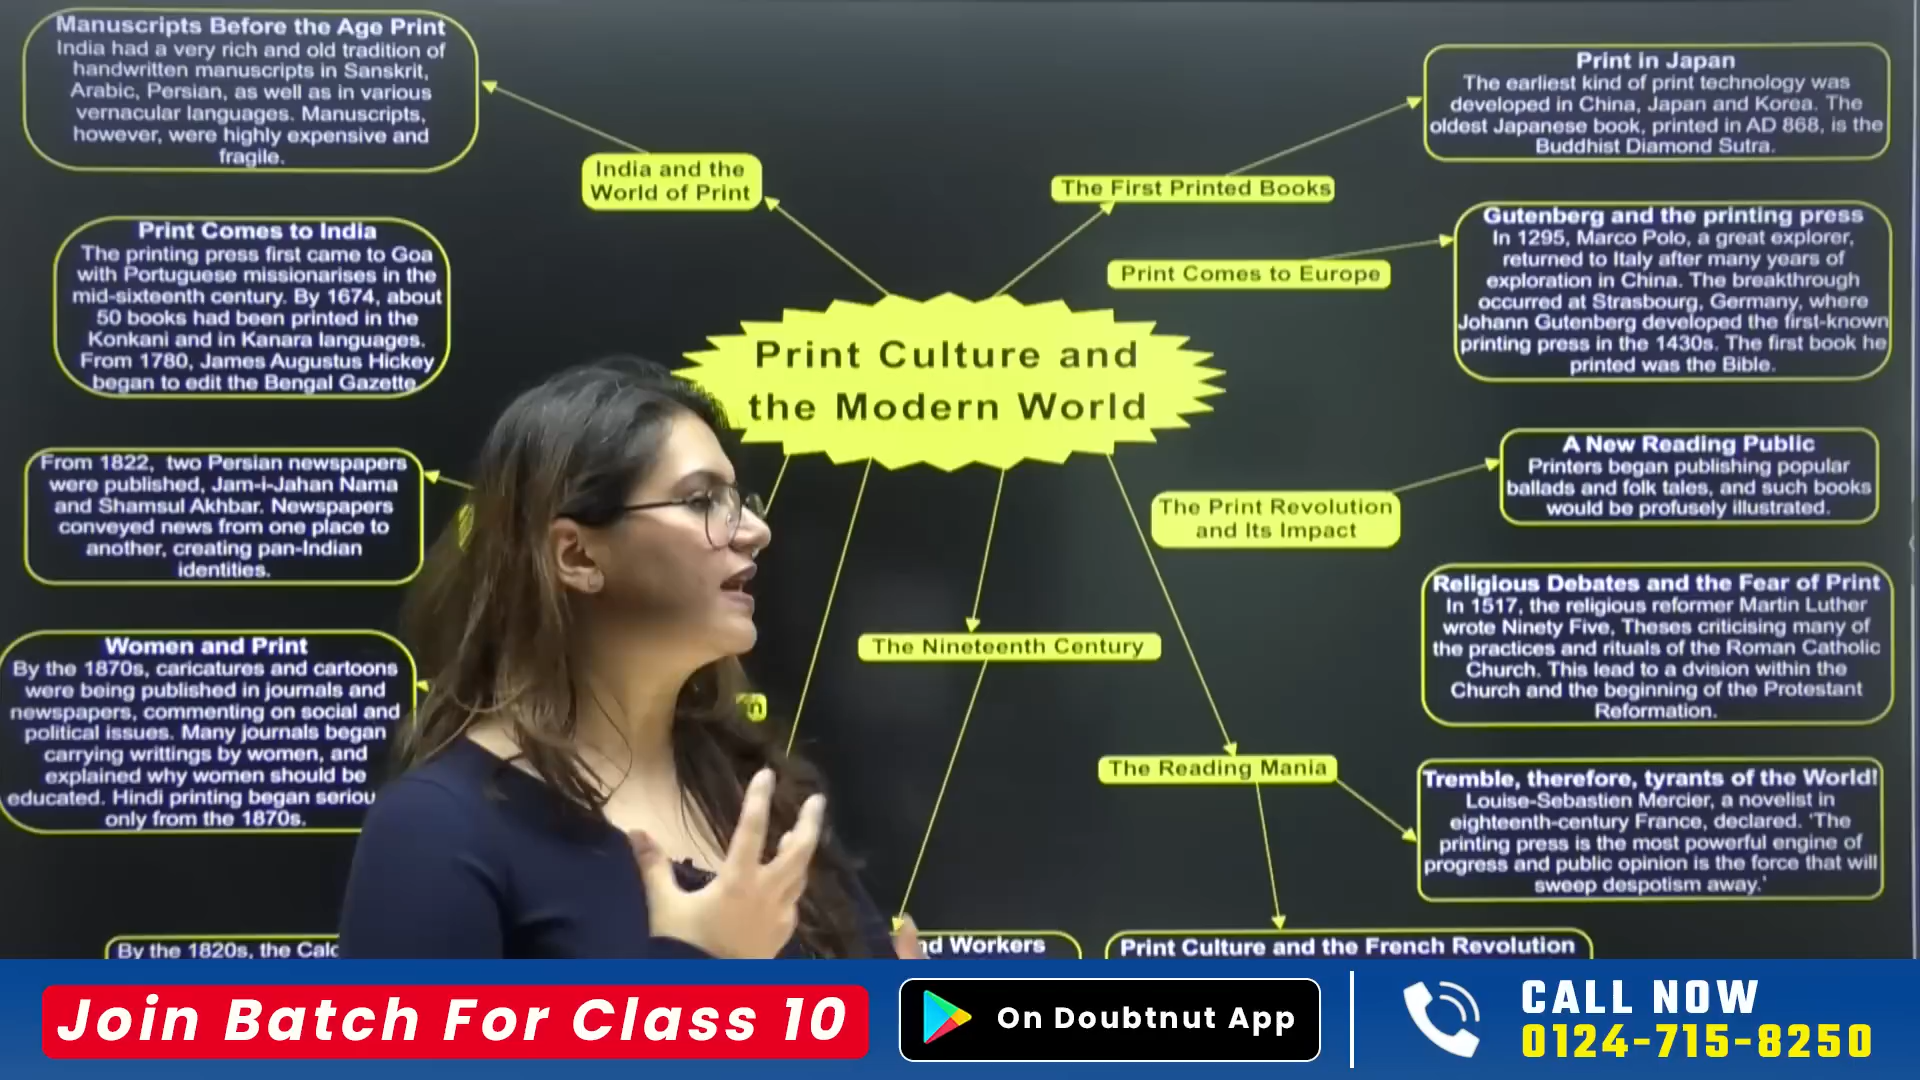 Manuscripts Before the Age Print
India had a very rich and old tradition of
handwritten manuscripts in Sanskrit,
Arabic, Persian, as well as in various
vernacular languages. Manuscripts,
however, were highly expensive and
fragile.
India and the
World of Print
Print Comes to India
The printing press first came to Goa
with Portuguese missionarises in the
mid-sixteenth century. By 1674, about
50 books had been printed in the
Konkani and in Kanara languages.
From 1780, James Augustus Hickey
began to edit the Bengal Gazette
From 1822, two Persian newspapers
were published, Jam-i-Jahan Nama
and Shamsul Akhbar. Newspapers
conveyed news from one place to
another, creating pan-Indian
identities.
Women and Print
By the 1870s, caricatures and cartoons
were being published in journals and
newspapers, commenting on social and
political issues. Many journals began
carrying writtings by women, and
explained why women should be
educated. Hindi printing began seriou
only from the 1870s.
By the 1820s, the Calc
Print Culture and
the Modern World
The First Printed Books
Print in Japan
The earliest kind of print technology was
developed in China, Japan and Korea. The
oldest Japanese book, printed in AD 868, is the
Buddhist Diamond Sutra.
Print Comes to Europe
Gutenberg and the printing press
In 1295, Marco Polo, a great explorer,
returned to Italy after many years of
exploration in China. The breakthrough
occurred at Strasbourg, Germany, where
Johann Gutenberg developed the first-known
printing press in the 1430s. The first book he
printed was the Bible.
The Print Revolution
and Its Impact
A New Reading Public
Printers began publishing popular
ballads and folk tales, and such books
would be profusely illustrated.
Religious Debates and the Fear of Print
In 1517, the religious reformer Martin Luther
wrote Ninety Five, Theses criticising many of
the practices and rituals of the Roman Catholic
Church. This lead to a dvision within the
Church and the beginning of the Protestant
Reformation.
The Nineteenth Century
The Reading Mania
Tremble, therefore, tyrants of the World!
Louise-Sebastien Mercier, a novelist in
eighteenth-century France, declared. 'The
printing press is the most powerful engine of
progress and public opinion is the force that will
sweep despotism away.'
nd Workers
Print Culture and the French Revolution
Join Batch For Class 10
On Doubtnut App
CALL NOW
0124-715-8250